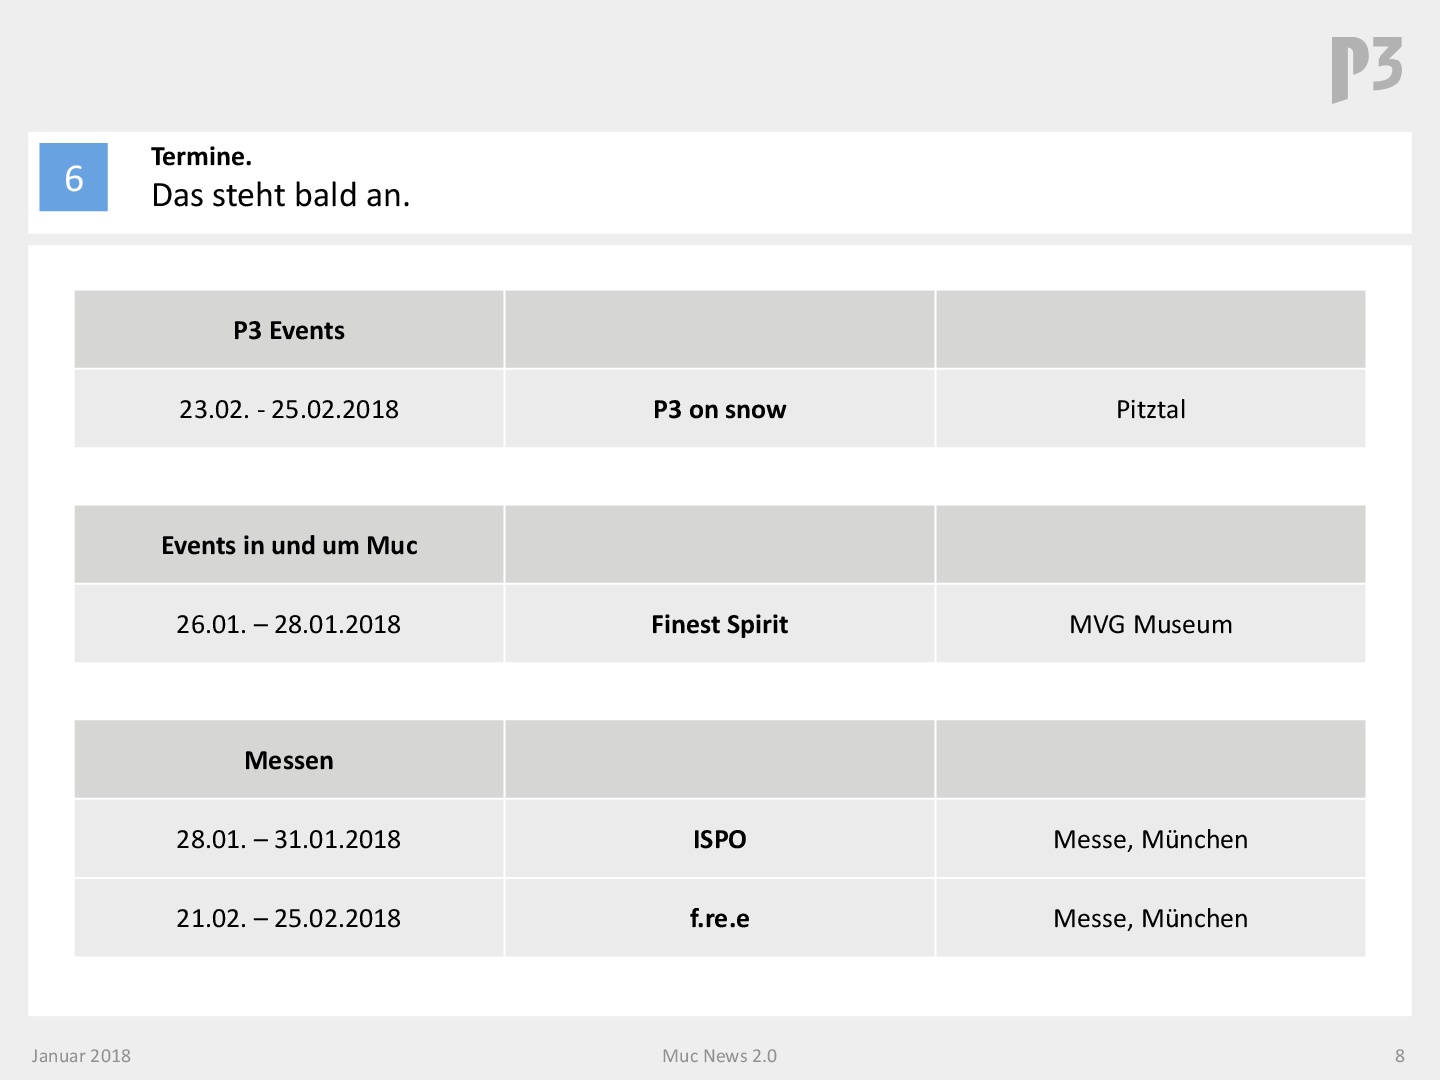 P3
6
Termine.
Das steht bald an.
P3 Events
23.02. - 25.02.2018 P3 on snow Pitztal
Events in und um Muc
26.01. – 28.01.2018 Finest Spirit MVG Museum
Messen
28.01. – 31.01.2018 ISPO Messe, München
21.02. – 25.02.2018 f.re.e Messe, München
Januar 2018 Muc News 2.0 8